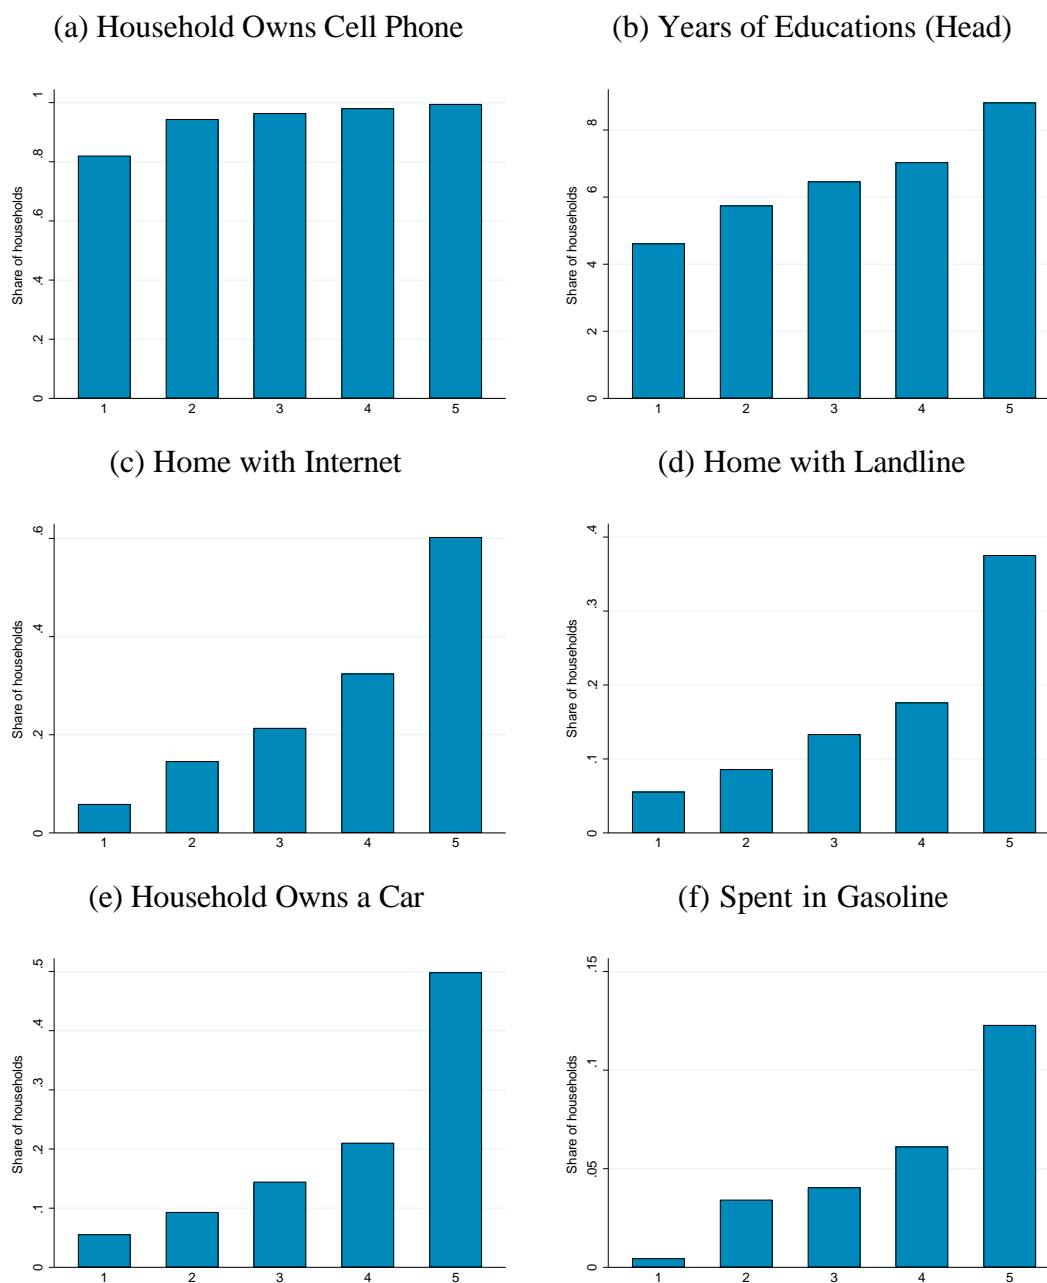 (a) Household Owns Cell Phone
Share of households
0
.2
.4
.6
.8
1
1 2 3 4 5
(b) Years of Educations (Head)
Share of households
0
2
4
6
8
1 2 3 4 5
(c) Home with Internet
Share of households
0
.2
.4
.6
1 2 3 4 5
(d) Home with Landline
Share of households
0
.1
.2
.3
.4
1 2 3 4 5
(e) Household Owns a Car
Share of households
0
.1
.2
.3
.4
.5
1 2 3 4 5
(f) Spent in Gasoline
Share of households
0
.05
.1
.15
1 2 3 4 5